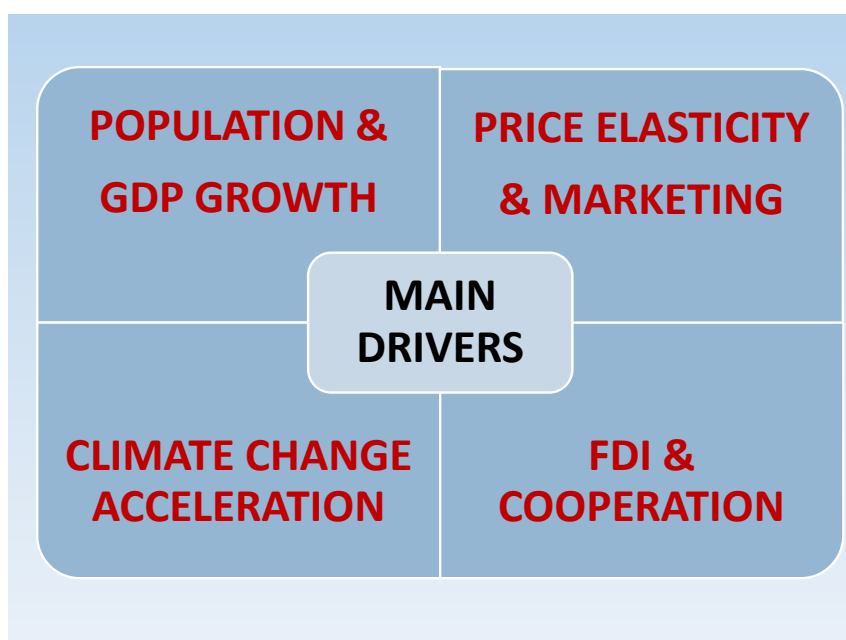 POPULATION &
GDP GROWTH
PRICE ELASTICITY
& MARKETING
MAIN
DRIVERS
CLIMATE CHANGE
ACCELERATION
FDI &
COOPERATION